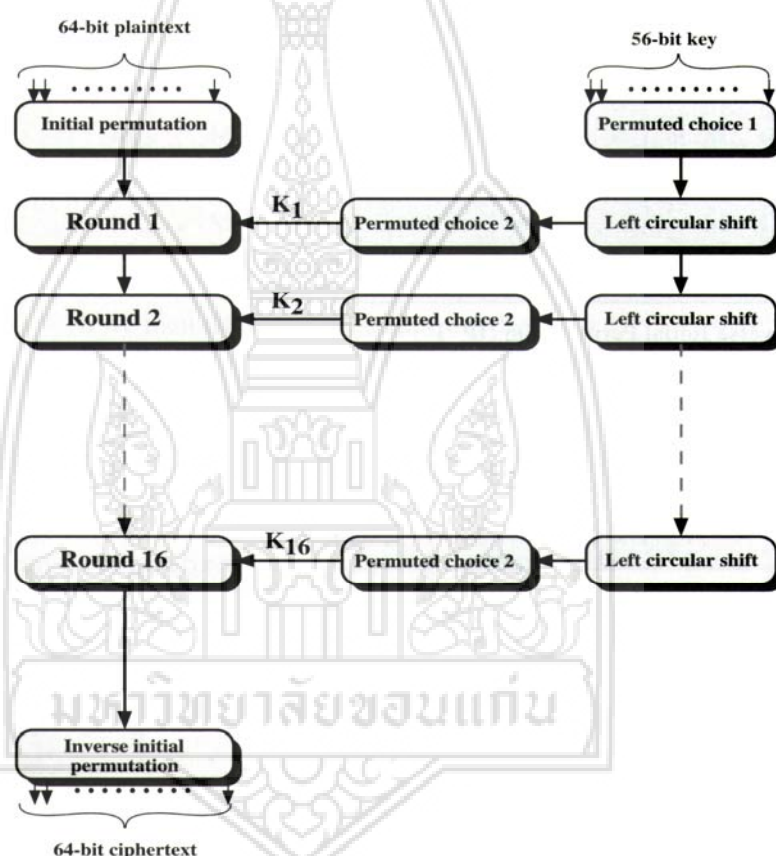 64-bit plaintext
56-bit key
Initial permutation
Permuted choice 1
Round 1
K1
Permuted choice 2
Left circular shift
Round 2
K2
Permuted choice 2
Left circular shift
Round 16
K16
Permuted choice 2
Left circular shift
มหาวิทยาลัยขอนแก่น
Inverse initial
permutation
64-bit ciphertext